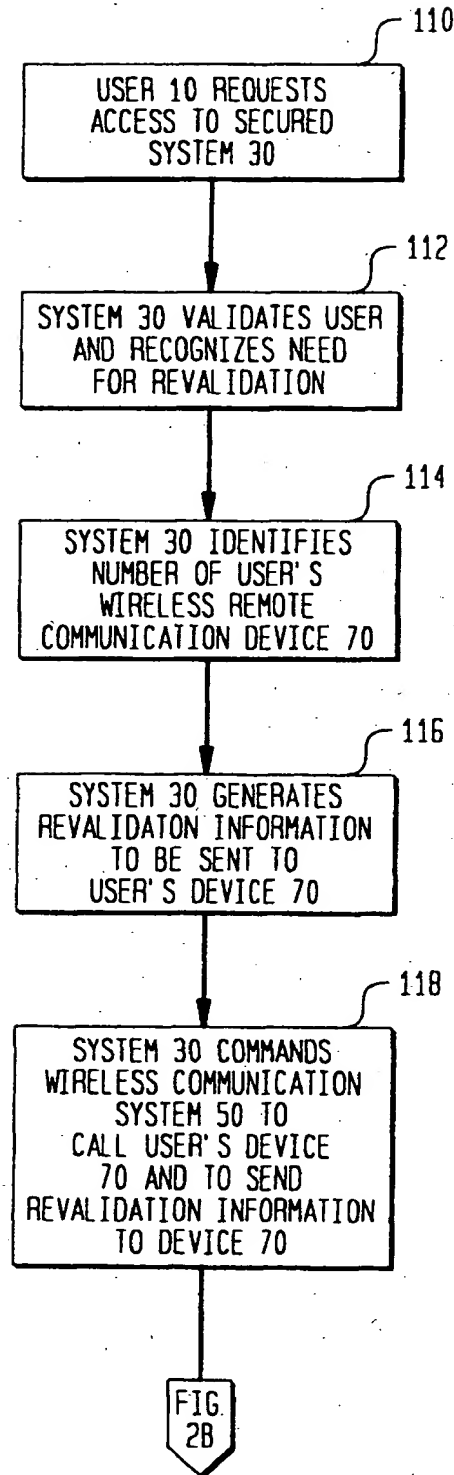 110
USER 10 REQUESTS
ACCESS TO SECURED
SYSTEM 30
112
SYSTEM 30 VALIDATES USER
AND RECOGNIZES NEED
FOR REVALIDATION
114
SYSTEM 30 IDENTIFIES
NUMBER OF USER'S
WIRELESS REMOTE
COMMUNICATION DEVICE 70
116
SYSTEM 30 GENERATES
REVALIDATON INFORMATION
TO BE SENT TO
USER'S DEVICE 70
118
SYSTEM 30 COMMANDS
WIRELESS COMMUNICATION
SYSTEM 50 TO
CALL USER'S DEVICE
70 AND TO SEND
REVALIDATION INFORMATION
TO DEVICE 70
FIG.
2B